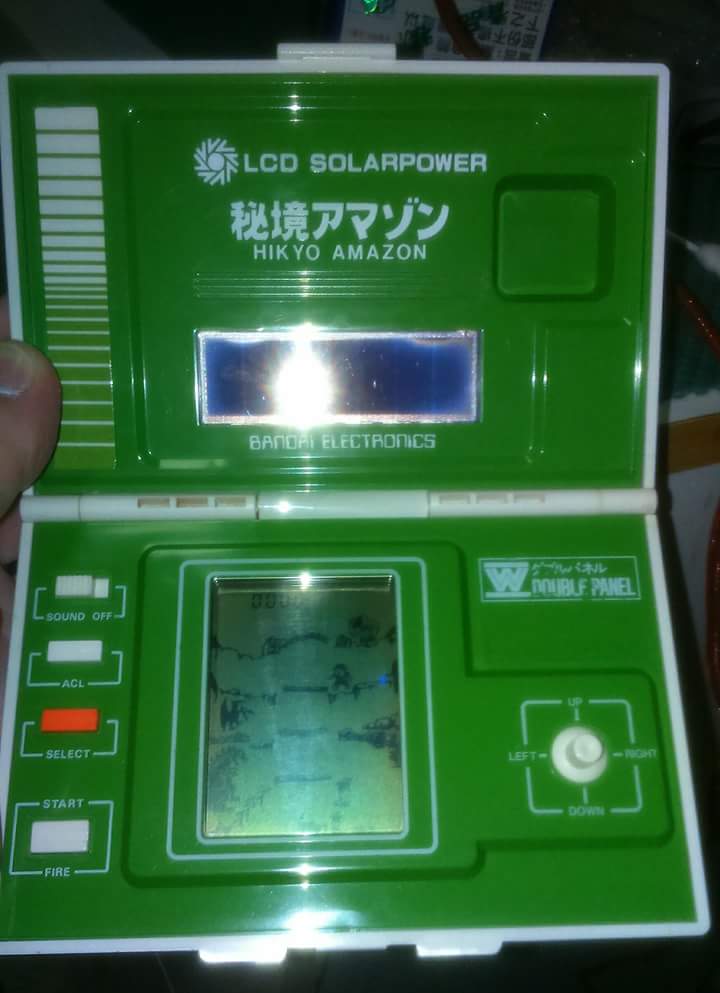 LCD SOLARPOWER
秘境アマゾン
HIKYO AMAZON
BANDAI ELECTRONICS
W
ダブルパネル
DOUBLE PANEL
SOUND OFF
ACL
SELECT
START
FIRE
UP
LEFT RIGHT
DOWN